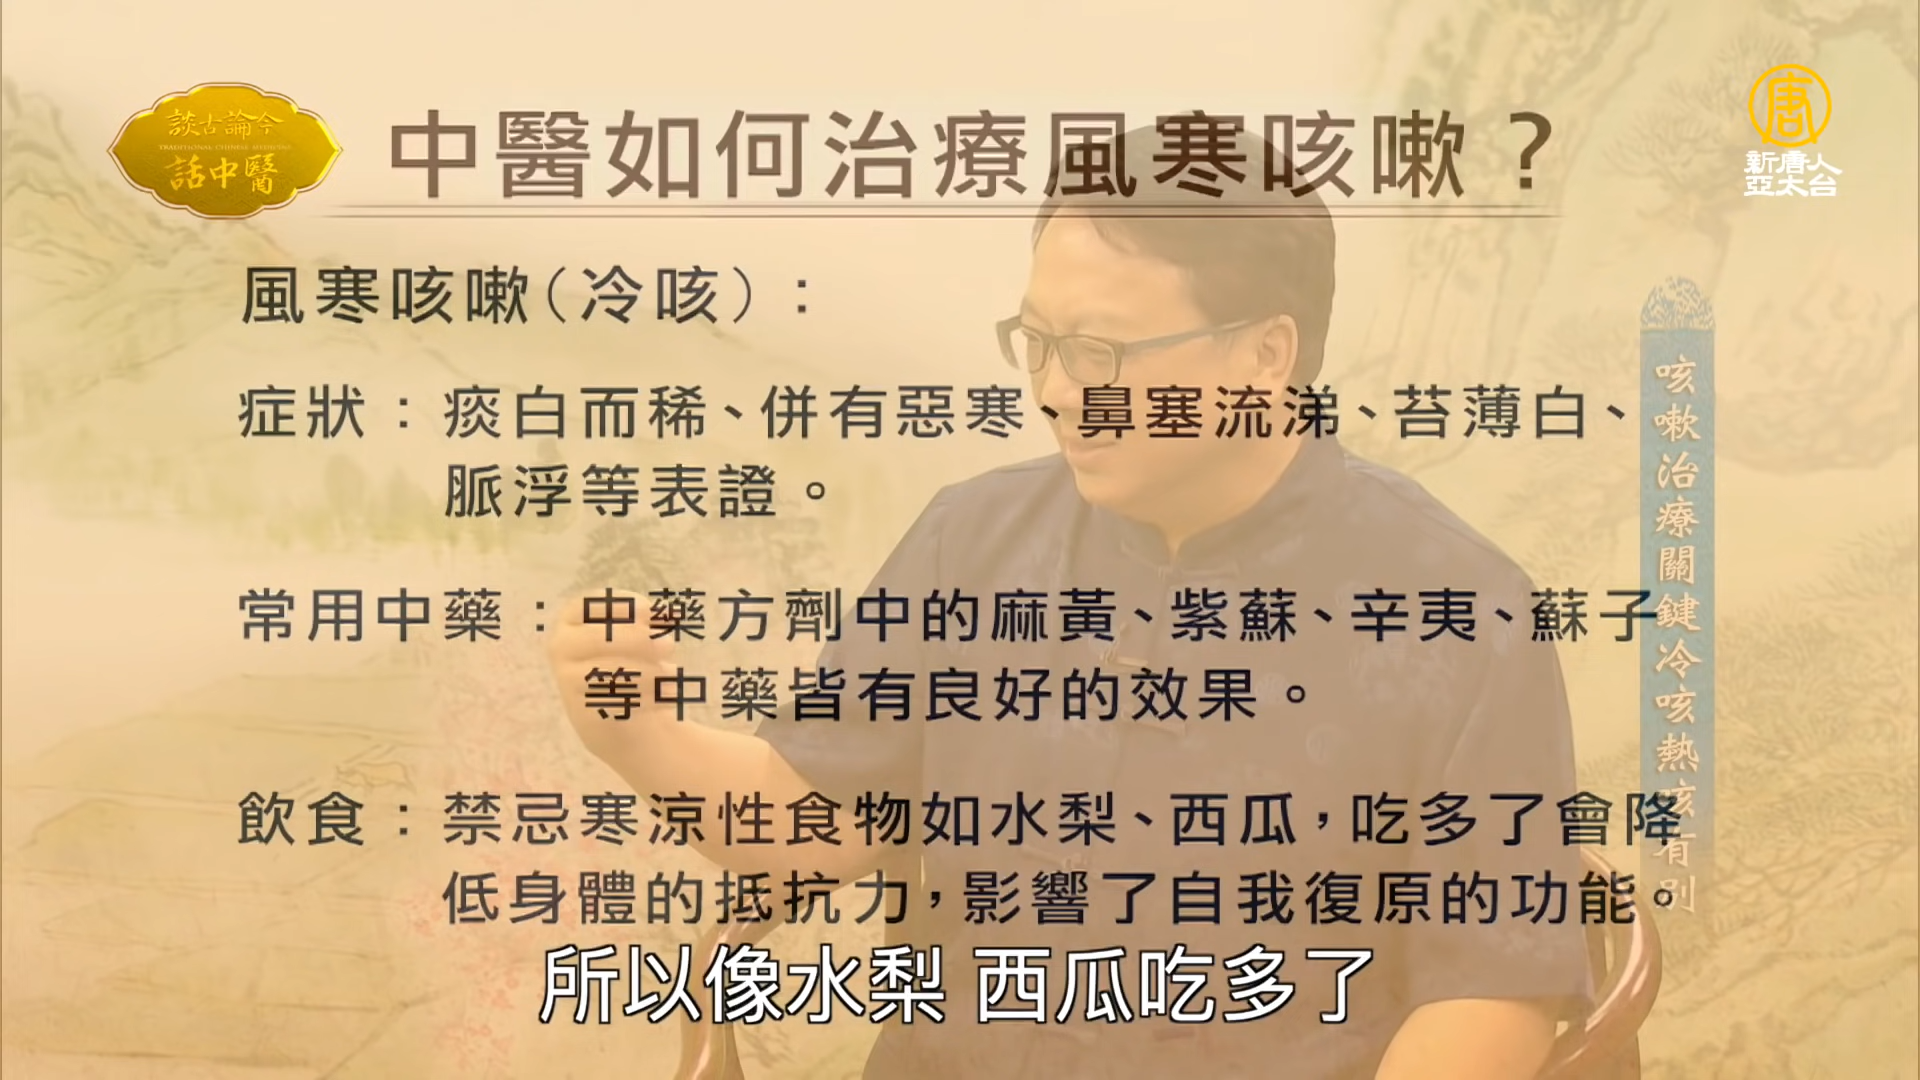 談古論今
TRADITIONAL CHINESE MEDICINE
話中醫
中醫如何治療風寒咳嗽？
唐
新唐人
亞太台
風寒咳嗽（冷咳）：
症狀：痰白而稀、併有惡寒、鼻塞流涕、苔薄白、
脈浮等表證。
常用中藥：中藥方劑中的麻黃、紫蘇、辛夷、蘇子
等中藥皆有良好的效果。
飲食：禁忌寒涼性食物如水梨、西瓜，吃多了會降
低身體的抵抗力，影響了自我復原的功能。
咳嗽治療關鍵冷咳熱咳有別
所以像水梨 西瓜吃多了